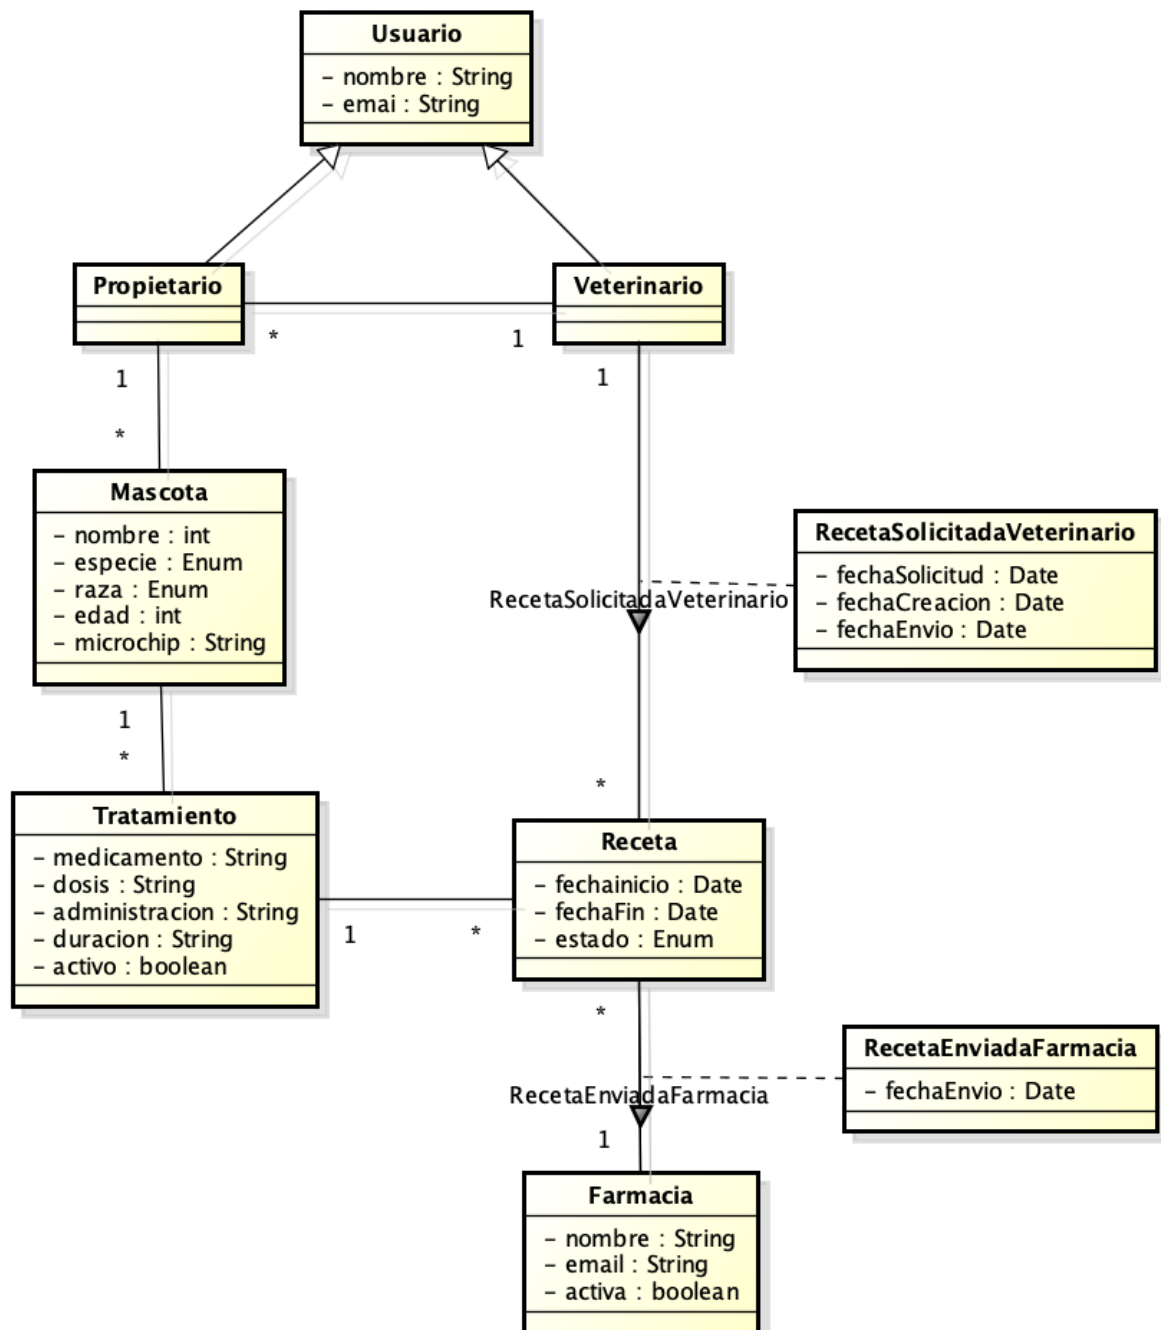 Usuario
– nombre : String
– emai : String
Propietario
Veterinario
*
1
1
*
1
Mascota
– nombre : int
– especie : Enum
– raza : Enum
– edad : int
– microchip : String
RecetaSolicitadaVeterinario
RecetaSolicitadaVeterinario
– fechaSolicitud : Date
– fechaCreacion : Date
– fechaEnvio : Date
1
*
*
Tratamiento
– medicamento : String
– dosis : String
– administracion : String
– duracion : String
– activo : boolean
1
*
Receta
– fechainicio : Date
– fechaFin : Date
– estado : Enum
*
RecetaEnviadaFarmacia
1
RecetaEnviadaFarmacia
– fechaEnvio : Date
Farmacia
– nombre : String
– email : String
– activa : boolean